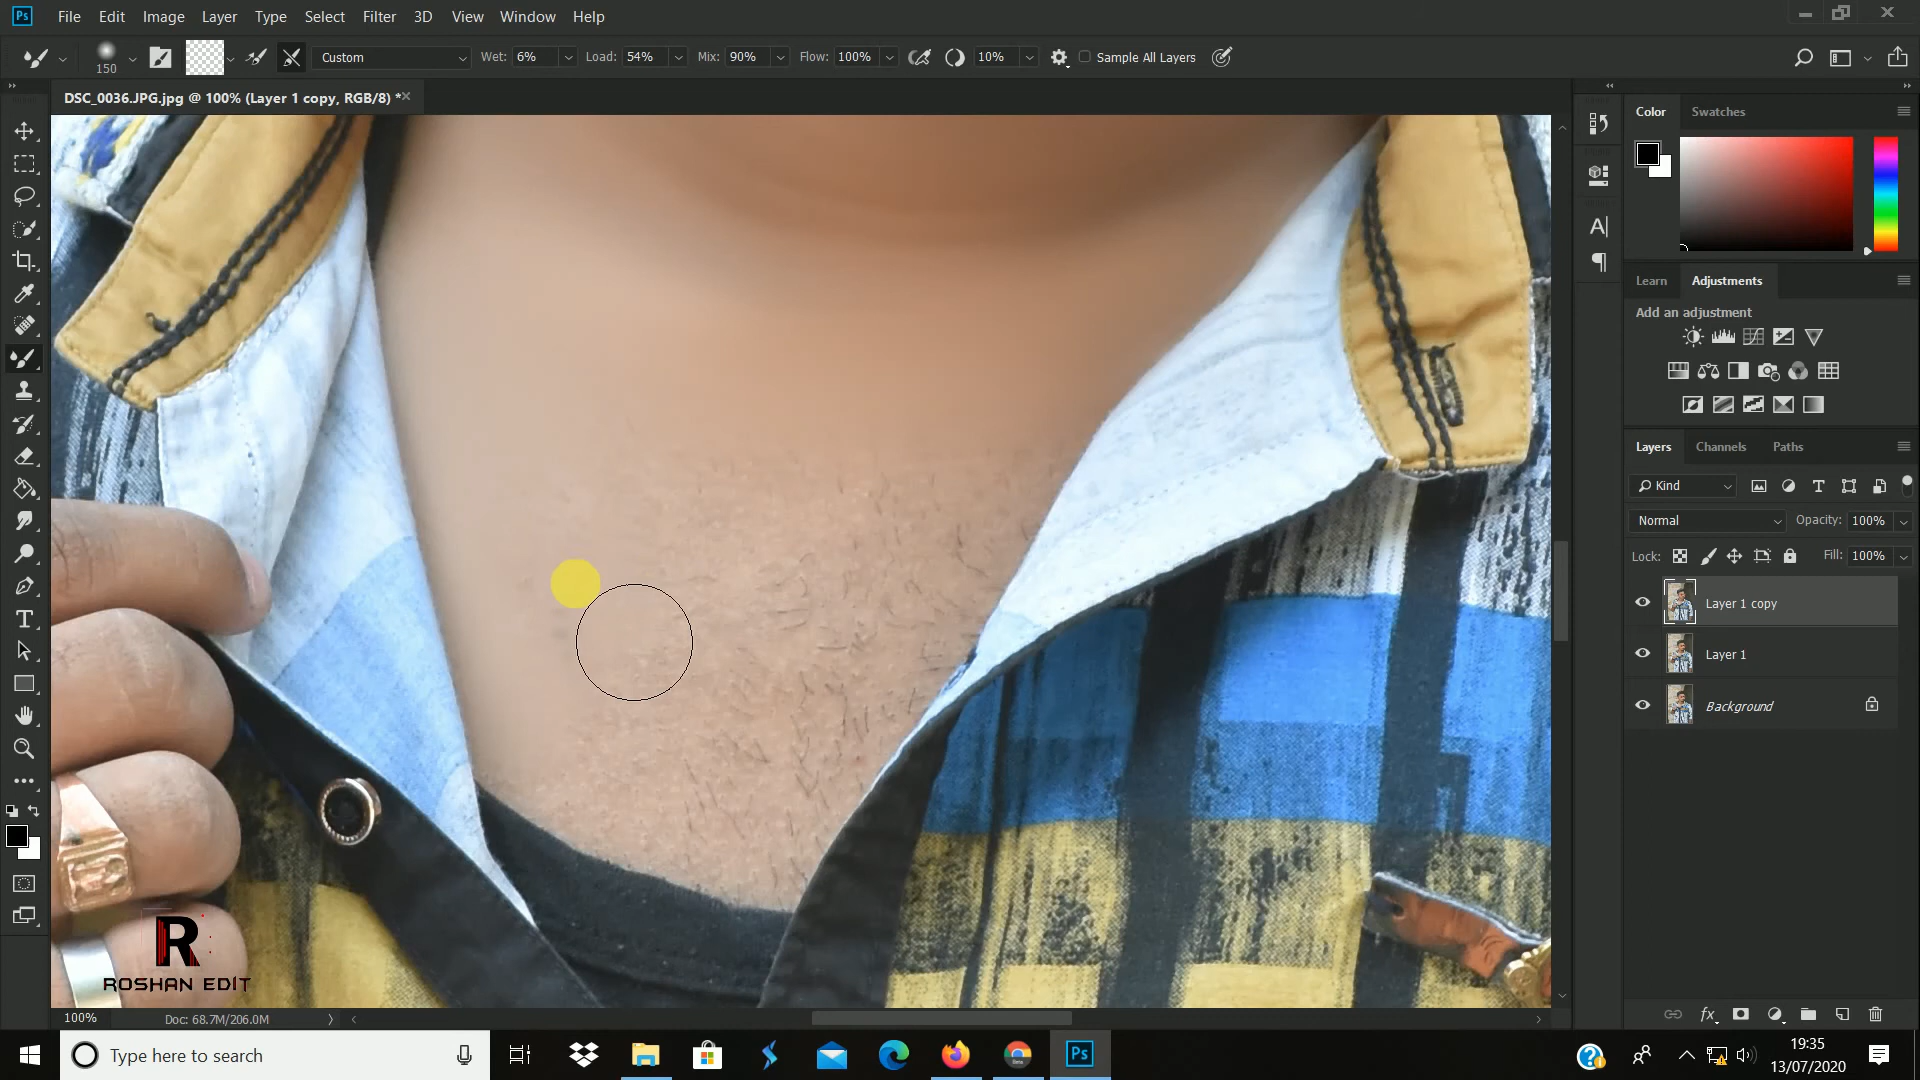 Ps File Edit Image Layer Type Select Filter 3D View Window Help
150 Custom Wet: 6% Load: 54% Mix: 90% Flow: 100% 10% Sample All Layers
DSC_0036.JPG.jpg @ 100% (Layer 1 copy, RGB/8) *
Color Swatches
Learn Adjustments
Add an adjustment
Layers Channels Paths
Kind
Normal Opacity: 100%
Lock: Fill: 100%
Layer 1 copy
Layer 1
Background
R
ROSHAN EDIT
100% Doc: 68.7M/206.0M
Type here to search
Ps
19:35
13/07/2020